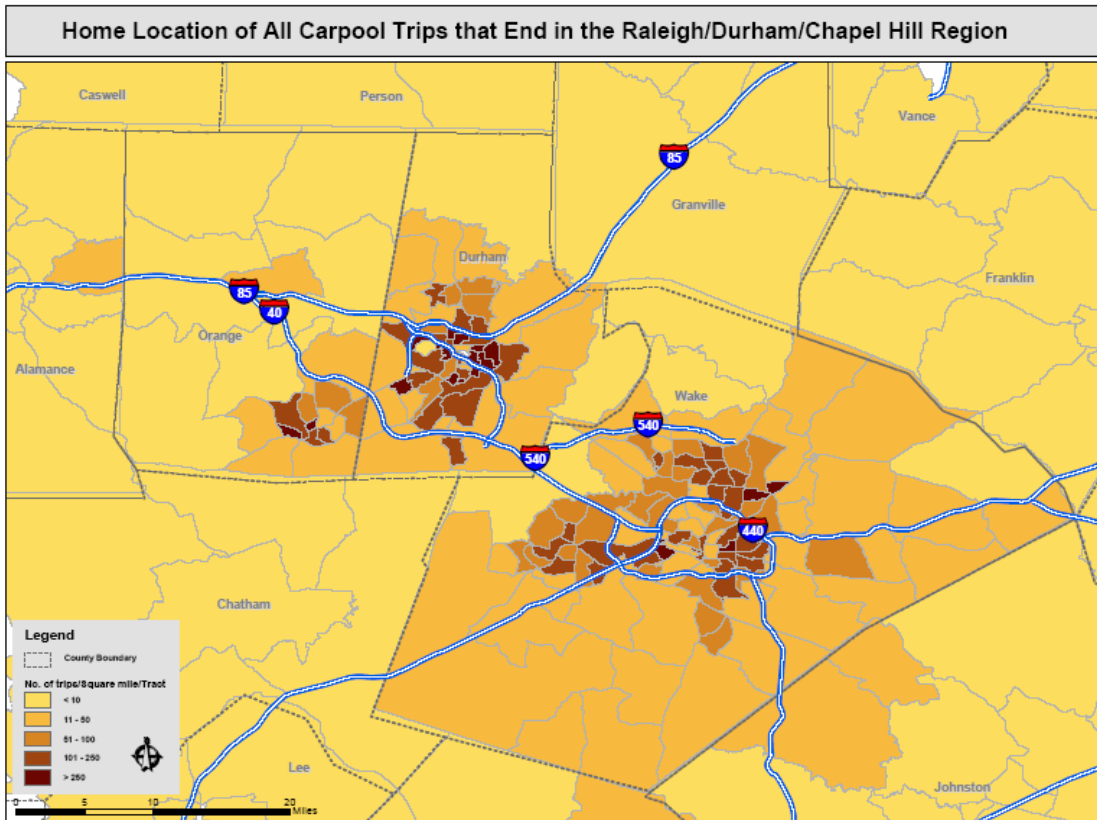 Home Location of All Carpool Trips that End in the Raleigh/Durham/Chapel Hill Region
Caswell
Person
Vance
85
Granville
Durham
Franklin
85
40
Orange
Alamance
Wake
540
540
440
Chatham
Legend
County Boundary
No. of trips/Square mile/Tract
< 10
11 - 50
51 - 100
101 - 250
> 250
Lee
Johnston
0 5 10 20
Miles